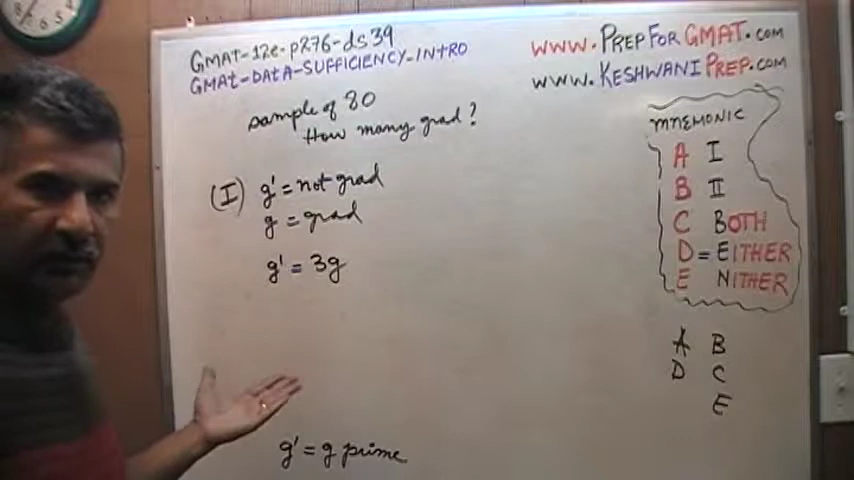 GMAT-12e-p276-ds39
GMAT-DATA-SUFFICIENCY-INTRO
www.PREPFORGMAT.com
www.KESHWANIPREP.com
sample of 80
How many grad?
(I) g' = not grad
g = grad
g' = 3g
g' = g prime
MNEMONIC
A I
B II
C BOTH
D = EITHER
E NITHER
A B
D C
E